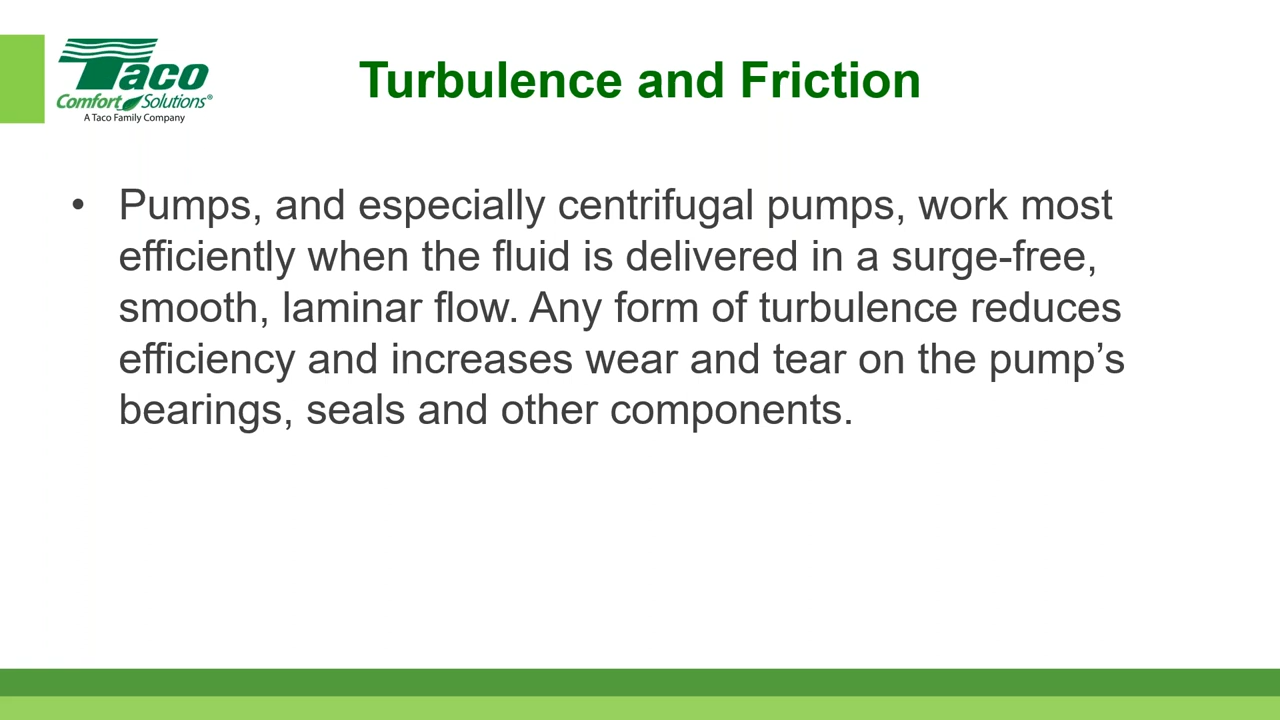 Taco
Comfort Solutions®
A Taco Family Company
Turbulence and Friction
• Pumps, and especially centrifugal pumps, work most
efficiently when the fluid is delivered in a surge-free,
smooth, laminar flow. Any form of turbulence reduces
efficiency and increases wear and tear on the pump’s
bearings, seals and other components.